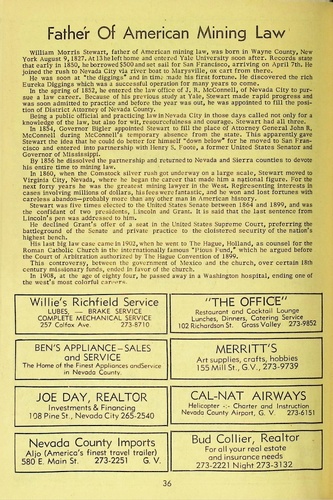 Father Of American Mining Law
William Morris Stewart, father of American mining law, was born in Wayne County, New
York August 9, 1827. At 13 he left home and entered Yale University soon after. Records state
that early in 1850, he borrowed $500 and set sail for San Francisco, arriving on April 7th. He
joined the rush to Nevada City via river boat to Marysville, on cart from there.
He was soon at "the diggings" and in time made his first fortune. He discovered the rich
Eureka Diggings which was a successful operation for many years to come.
In the spring of 1852, he entered the law office of J. R. McConnell, of Nevada City to pur-
sue a law career. Because of his previous study at Yale, Stewart made rapid progress and
was soon admitted to practice and before the year was out, he was appointed to fill the posi-
tion of District Attorney of Nevada County.
Being a public official and practicing law in Nevada City in those days called not only for a
knowledge of the law, but also for wit, resourcefulness and courage. Stewart had all three.
In 1854, Governor Bigler appointed Stewart to fill the place of Attorney General John R.
McConnell during McConnell's temporary absence from the state. This apparently gave
Stewart the idea that he could do better for himself "down below" for he moved to San Fran-
cisco and entered into partnership with Henry S. Foote, a former United States Senator and
Governor of Mississippi.
By 1856 he dissolved the parnership and returned to Nevada and Sierra counties to devote
his entire time to mining law.
In 1860, when the Comstock silver rush got underway on a large scale, Stewart moved to
Virginia City, Nevada, where he began the career that made him a national figure. For the
next forty years he was the greatest mining lawyer in the West. Representing interests in
cases involving millions of dollars, his fees were fantastic, and he won and lost fortunes with
careless abandon—probably more than any other man in American history.
Stewart was five times elected to the United States Senate between 1864 and 1899, and was
the confidant of two presidents, Lincoln and Grant. It is said that the last sentence from
Lincoln's pen was addressed to him.
He declined Grant's offer of a seat in the United States Supreme Court, preferring the
battleground of the Senate and private practice to the cloistered security of the nation's
highest bench.
His last big law case came in 1902, when he went to The Hague, Holland, as counsel for the
Roman Catholic Church in the internationally famous "Pious Fund," which he argued before
the Court of Arbitration authorized by The Hague Convention of 1899.
This controversy, between the government of Mexico and the church, over certain 18th
century missionary funds, ended in favor of the church.
In 1908, at the age of eighty four, he passed away in a Washington hospital, ending one of
the west's most colorful careers.
Willie's Richfield Service
LUBES, — BRAKE SERVICE
COMPLETE MECHANICAL SERVICE
257 Colfax Ave. 273-8710
"THE OFFICE"
Restaurant and Cocktail Lounge
Lunches, Dinners, Catering Service
102 Richardson St. Grass Valley 273-9852
BEN'S APPLIANCE-SALES
and SERVICE
The Home of the Finest Appliances and Service
in Nevada County.
MERRITT'S
Art supplies, crafts, hobbies
155 Mill St., G.V., 273-9739
JOE DAY, REALTOR
Investments & Financing
108 Pine St., Nevada City 265-2540
CAL-NAT AIRWAYS
Helicopter -- Charter and Instruction
Nevada County Airport, G. V. 273-6151
Nevada County Imports
Aljo (America's finest travel trailer)
580 E. Main St. 273-2251 G. V.
Bud Collier, Realtor
For all your real estate
and insurance needs
273-2221 Night 273-3132
36